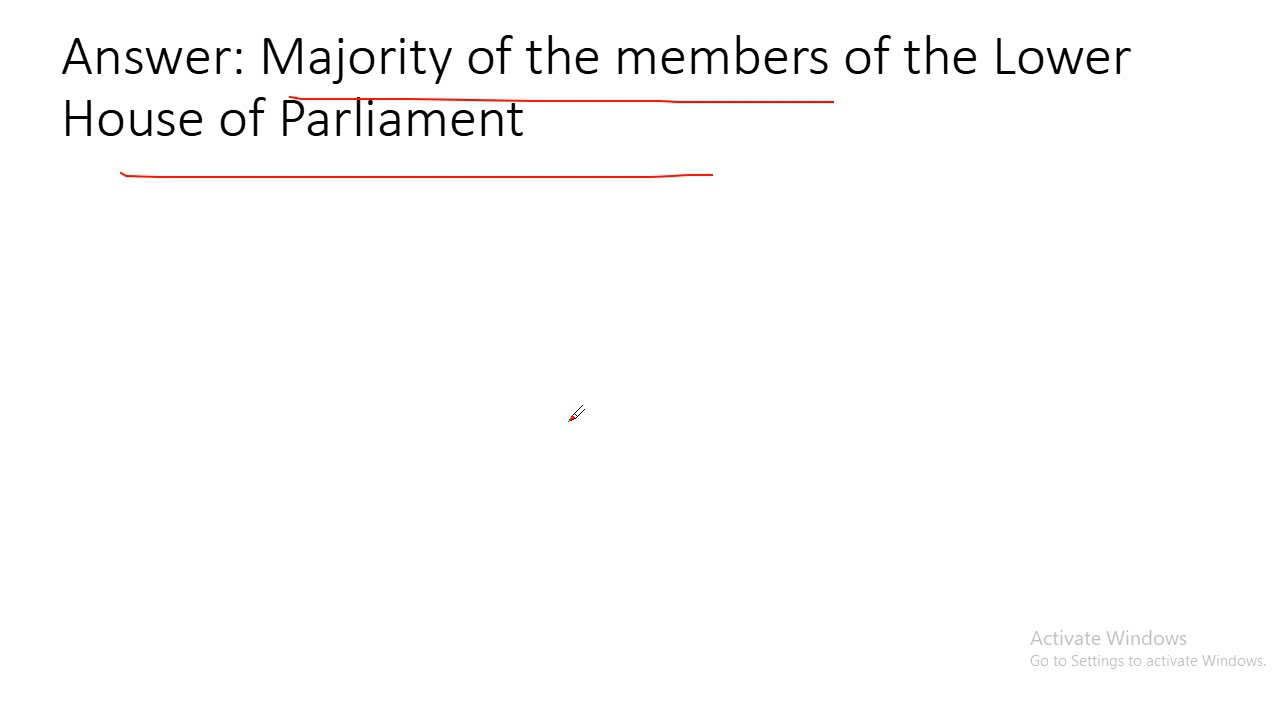 Answer: Majority of the members of the Lower
House of Parliament
Activate Windows
Go to Settings to activate Windows.